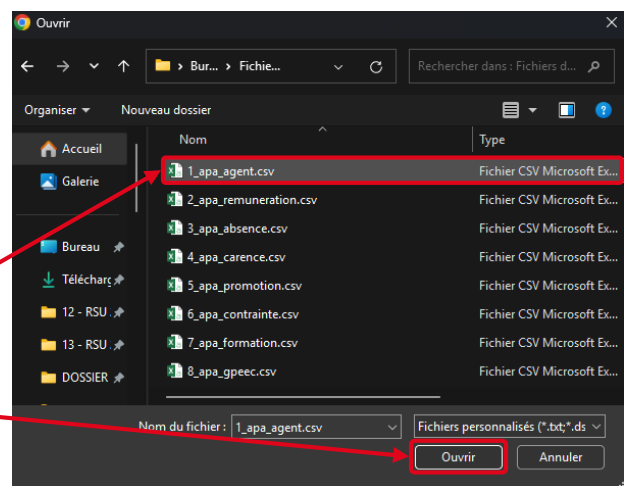 Ouvrir
Bur... > Fichie...
Rechercher dans : Fichiers d...
Organiser
Nouveau dossier
Nom
Type
Accueil
Galerie
Bureau
Télécharg
12 - RSU
13 - RSU
DOSSIER
1_apa_agent.csv Fichier CSV Microsoft Ex...
2_apa_remuneration.csv Fichier CSV Microsoft Ex...
3_apa_absence.csv Fichier CSV Microsoft Ex...
4_apa_carence.csv Fichier CSV Microsoft Ex...
5_apa_promotion.csv Fichier CSV Microsoft Ex...
6_apa_contrainte.csv Fichier CSV Microsoft Ex...
7_apa_formation.csv Fichier CSV Microsoft Ex...
8_apa_gpeec.csv Fichier CSV Microsoft Ex...
Nom du fichier : 1_apa_agent.csv
Fichiers personnalisés (*.txt;*.ds
Ouvrir
Annuler